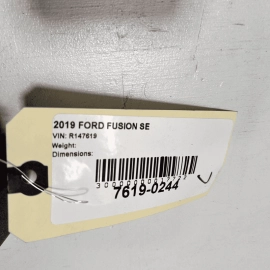 2019 FORD FUSION SE
VIN: R147619
Weight:
Dimensions:
7619-0244